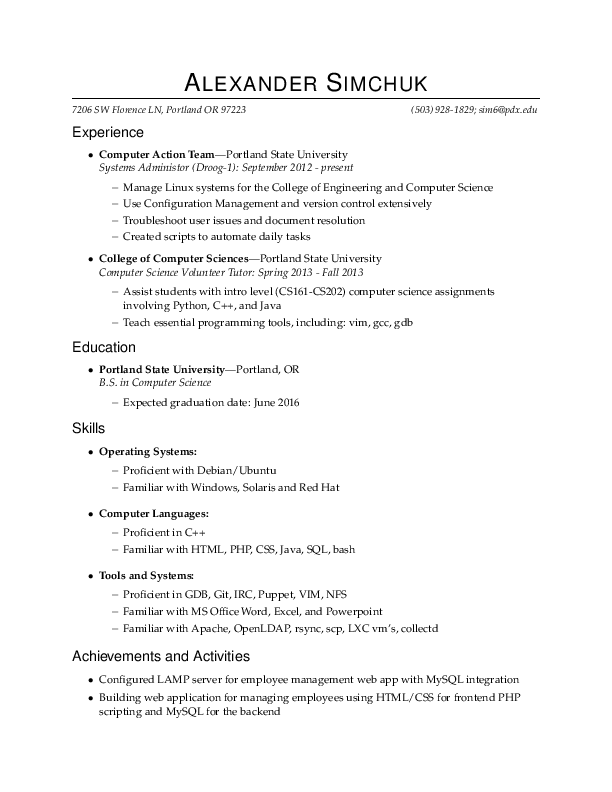 ALEXANDER SIMCHUK
7206 SW Florence LN, Portland OR 97223 (503) 928-1829; sim6@pdx.edu
Experience
• Computer Action Team—Portland State University
Systems Administor (Droog-1): September 2012 - present
– Manage Linux systems for the College of Engineering and Computer Science
– Use Configuration Management and version control extensively
– Troubleshoot user issues and document resolution
– Created scripts to automate daily tasks
• College of Computer Sciences—Portland State University
Computer Science Volunteer Tutor: Spring 2013 - Fall 2013
– Assist students with intro level (CS161-CS202) computer science assignments
involving Python, C++, and Java
– Teach essential programming tools, including: vim, gcc, gdb
Education
• Portland State University—Portland, OR
B.S. in Computer Science
– Expected graduation date: June 2016
Skills
• Operating Systems:
– Proficient with Debian/Ubuntu
– Familiar with Windows, Solaris and Red Hat
• Computer Languages:
– Proficient in C++
– Familiar with HTML, PHP, CSS, Java, SQL, bash
• Tools and Systems:
– Proficient in GDB, Git, IRC, Puppet, VIM, NFS
– Familiar with MS Office Word, Excel, and Powerpoint
– Familiar with Apache, OpenLDAP, rsync, scp, LXC vm's, collectd
Achievements and Activities
• Configured LAMP server for employee management web app with MySQL integration
• Building web application for managing employees using HTML/CSS for frontend PHP
scripting and MySQL for the backend